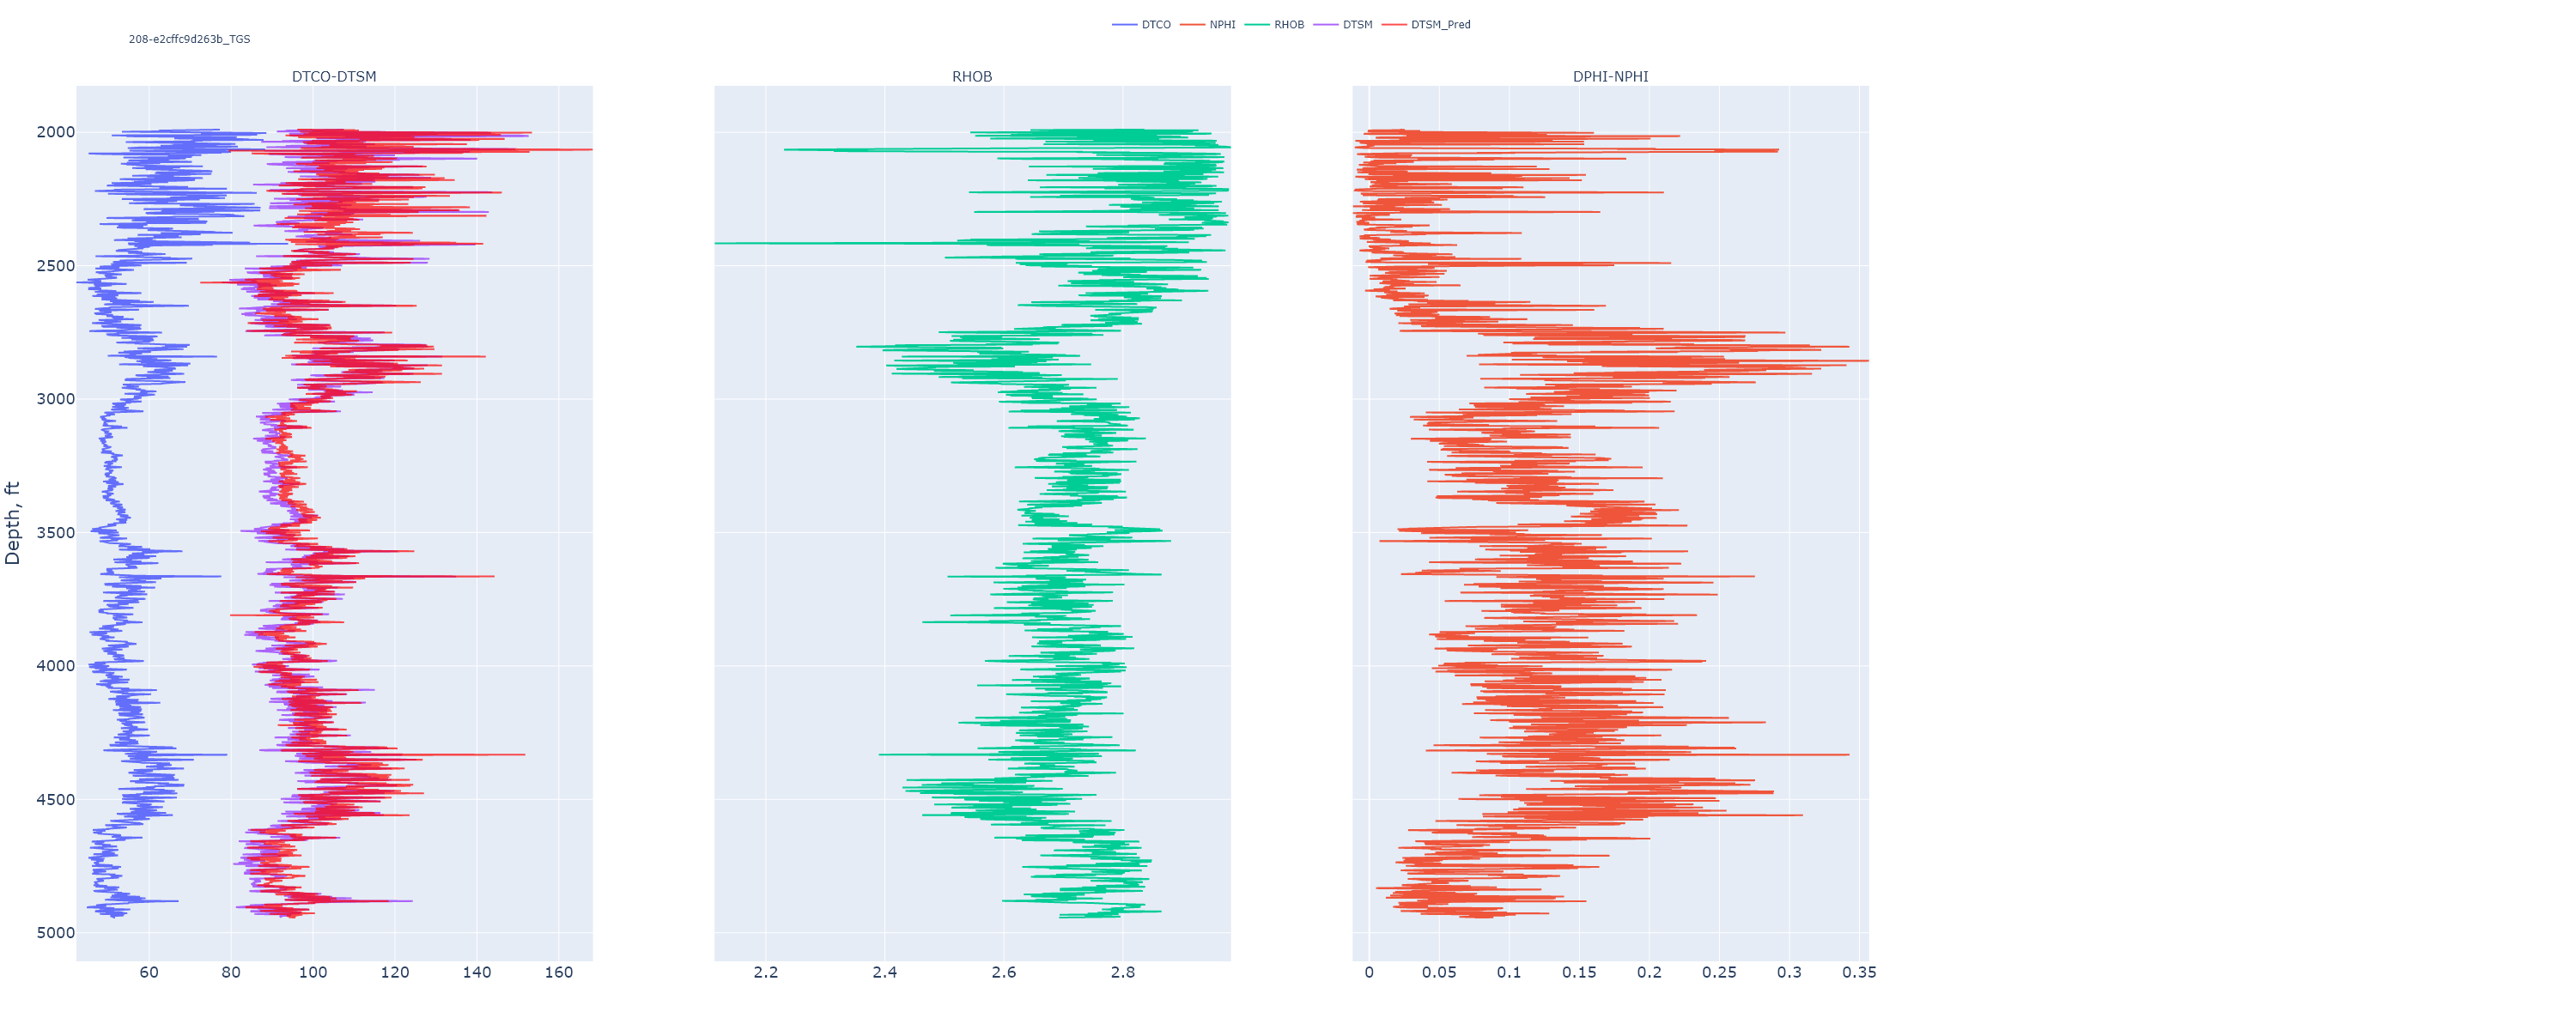 DTCO NPHI RHOB DTSM DTSM_Pred
208-e2cffc9d263b_TGS
DTCO-DTSM RHOB DPHI-NPHI
2000
2500
3000
3500
4000
4500
5000
Depth, ft
60 80 100 120 140 160 2.2 2.4 2.6 2.8 0 0.05 0.1 0.15 0.2 0.25 0.3 0.35